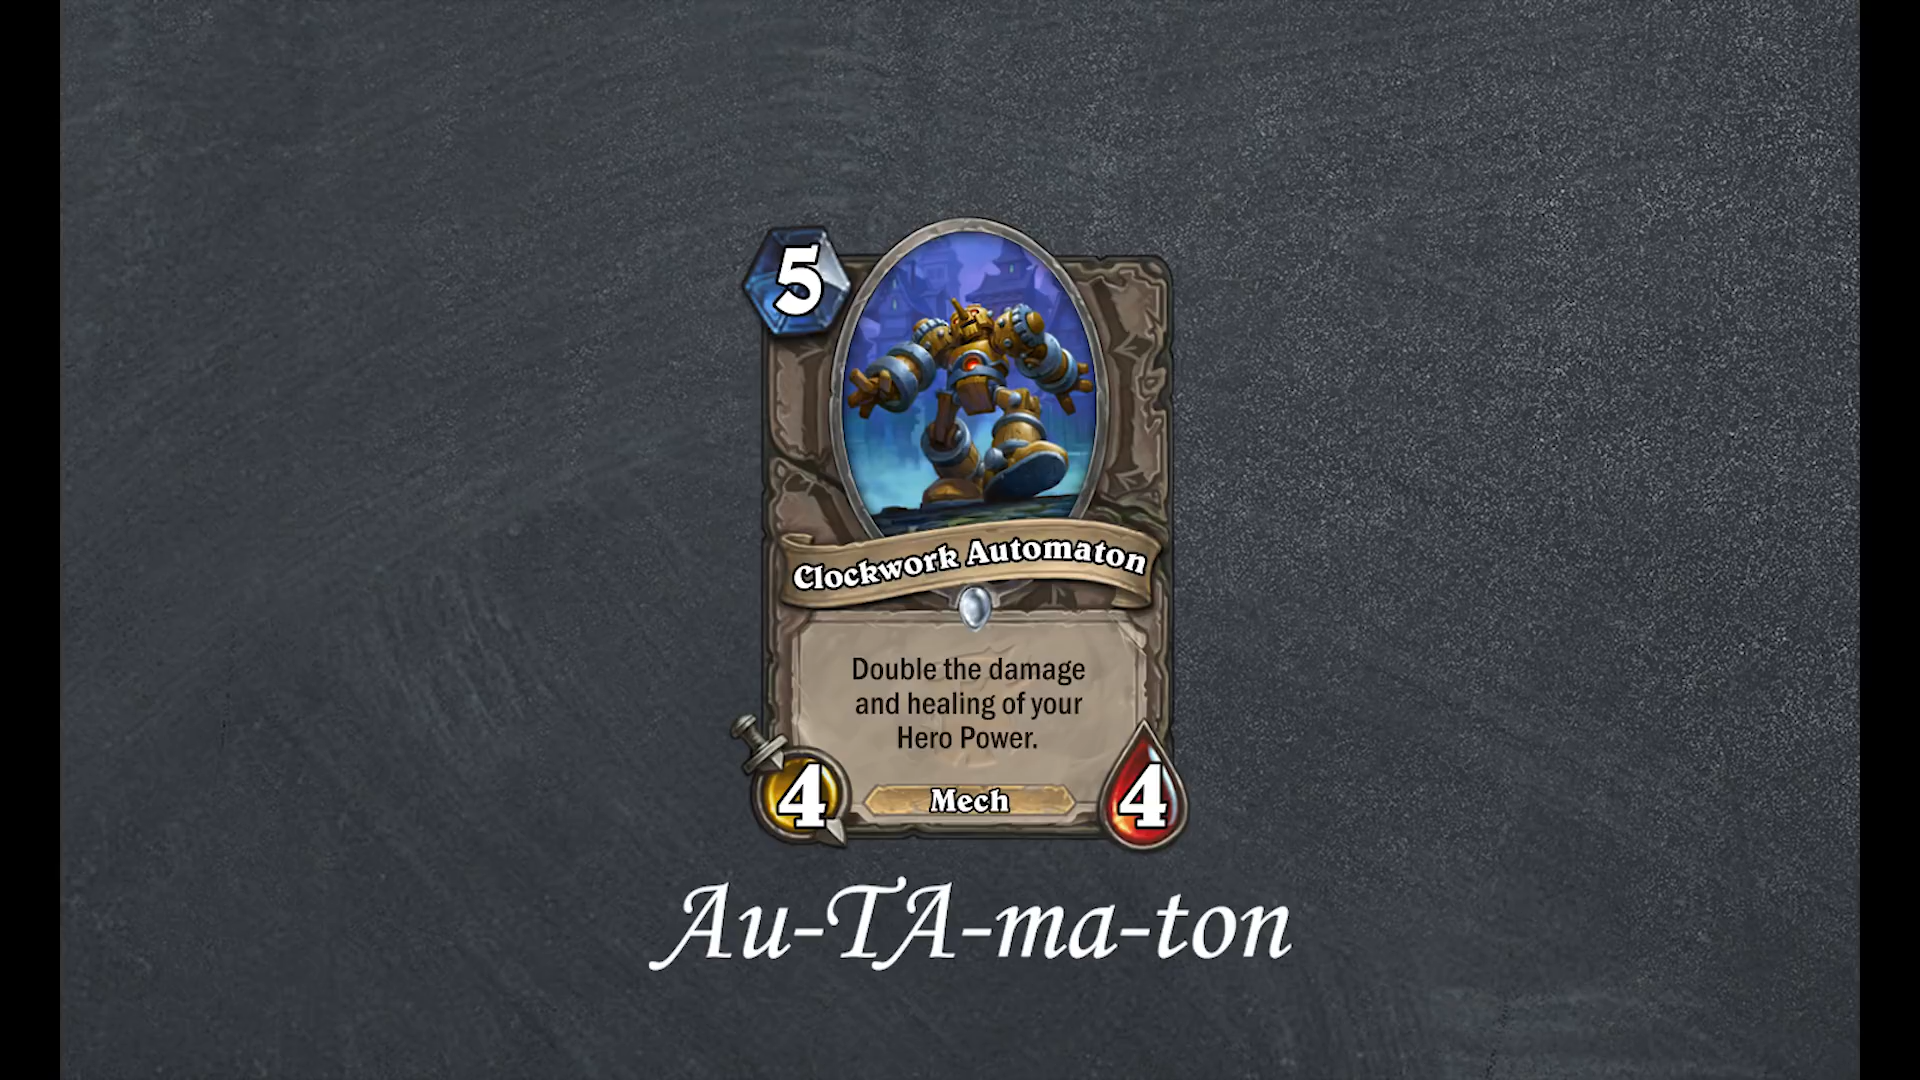 5
Clockwork Automaton
Double the damage
and healing of your
Hero Power.
4 Mech 4
Au-TA-ma-ton